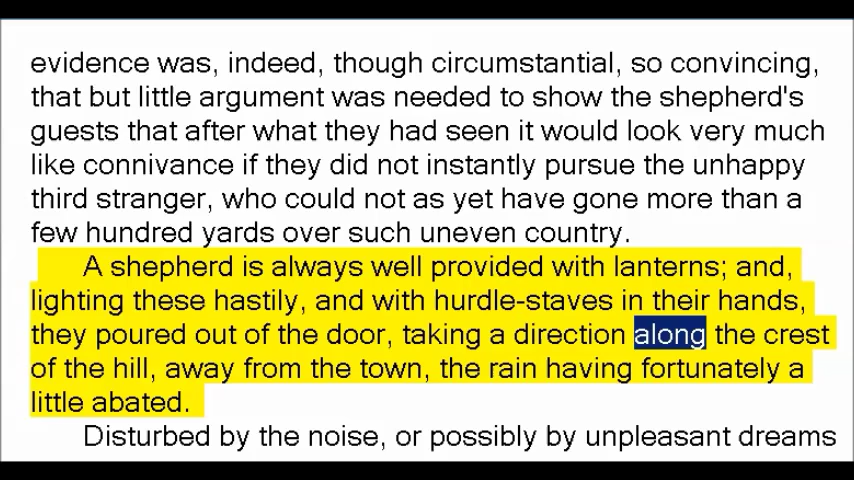 evidence was, indeed, though circumstantial, so convincing,
that but little argument was needed to show the shepherd's
guests that after what they had seen it would look very much
like connivance if they did not instantly pursue the unhappy
third stranger, who could not as yet have gone more than a
few hundred yards over such uneven country.
A shepherd is always well provided with lanterns; and,
lighting these hastily, and with hurdle-staves in their hands,
they poured out of the door, taking a direction along the crest
of the hill, away from the town, the rain having fortunately a
little abated.
Disturbed by the noise, or possibly by unpleasant dreams